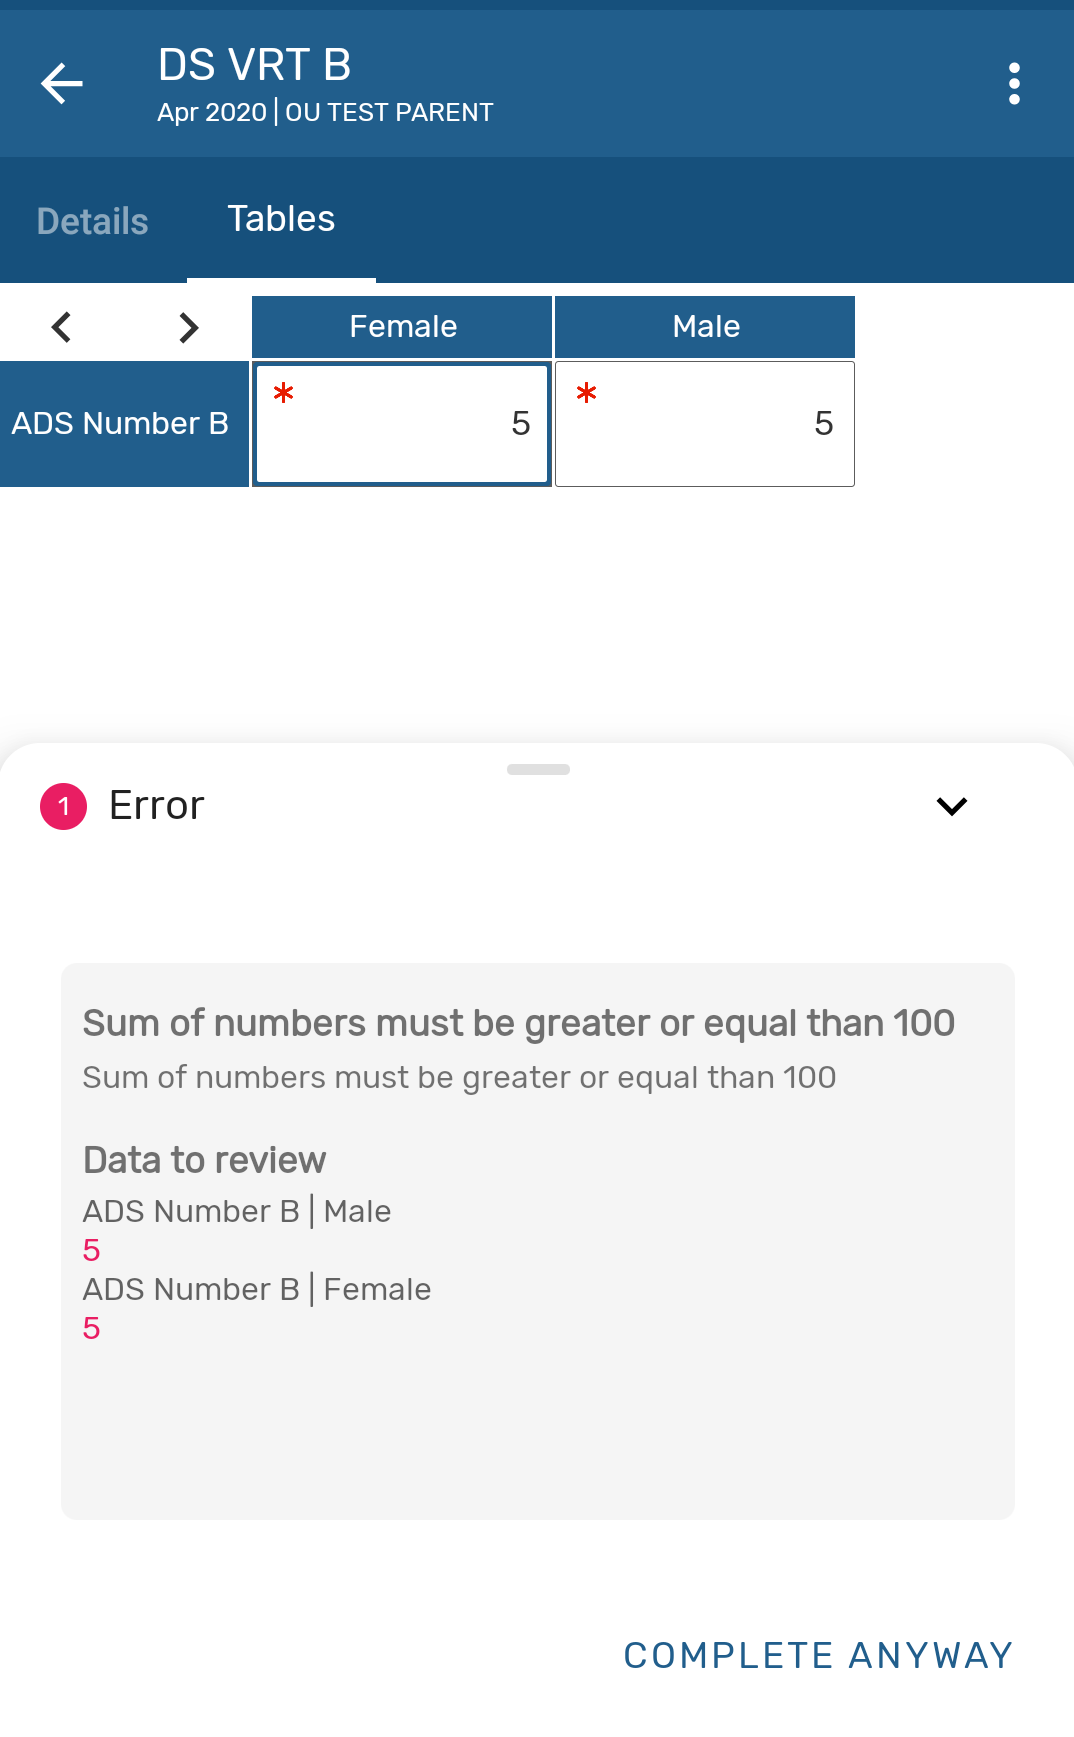 DS VRT B
Apr 2020 | OU TEST PARENT
Details Tables
Female Male
ADS Number B * 5 * 5
1 Error
Sum of numbers must be greater or equal than 100
Sum of numbers must be greater or equal than 100
Data to review
ADS Number B | Male
5
ADS Number B | Female
5
COMPLETE ANYWAY